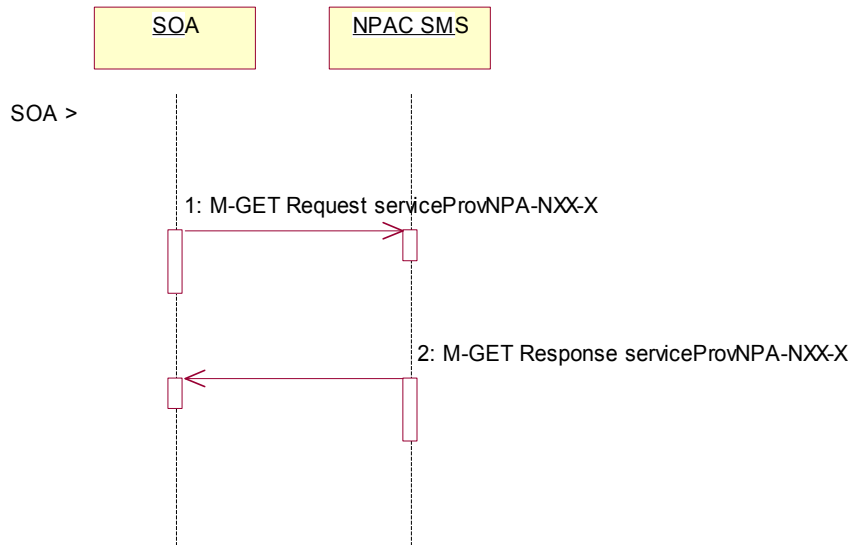 SOA
NPAC SMS
SOA >
1: M-GET Request serviceProvNPA-NXX-X
2: M-GET Response serviceProvNPA-NXX-X